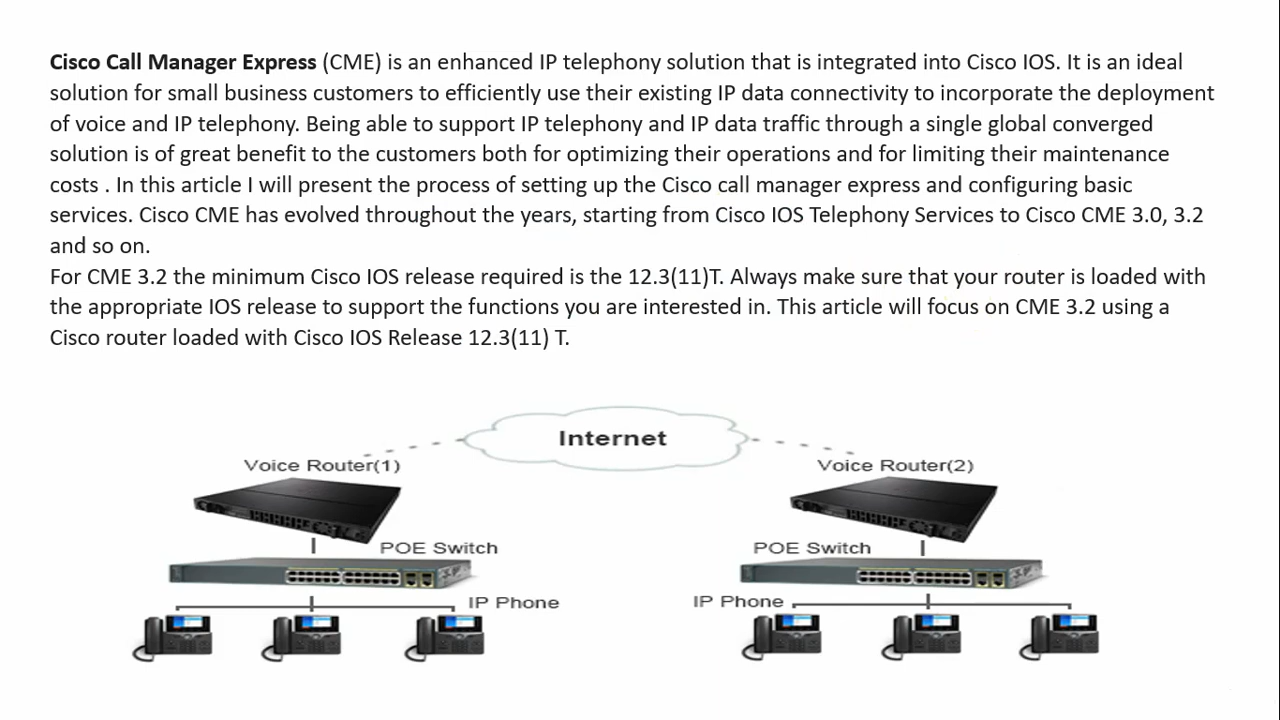 Cisco Call Manager Express (CME) is an enhanced IP telephony solution that is integrated into Cisco IOS. It is an ideal
solution for small business customers to efficiently use their existing IP data connectivity to incorporate the deployment
of voice and IP telephony. Being able to support IP telephony and IP data traffic through a single global converged
solution is of great benefit to the customers both for optimizing their operations and for limiting their maintenance
costs . In this article I will present the process of setting up the Cisco call manager express and configuring basic
services. Cisco CME has evolved throughout the years, starting from Cisco IOS Telephony Services to Cisco CME 3.0, 3.2
and so on.
For CME 3.2 the minimum Cisco IOS release required is the 12.3(11)T. Always make sure that your router is loaded with
the appropriate IOS release to support the functions you are interested in. This article will focus on CME 3.2 using a
Cisco router loaded with Cisco IOS Release 12.3(11) T.
Internet
Voice Router(1)
Voice Router(2)
POE Switch
POE Switch
IP Phone
IP Phone